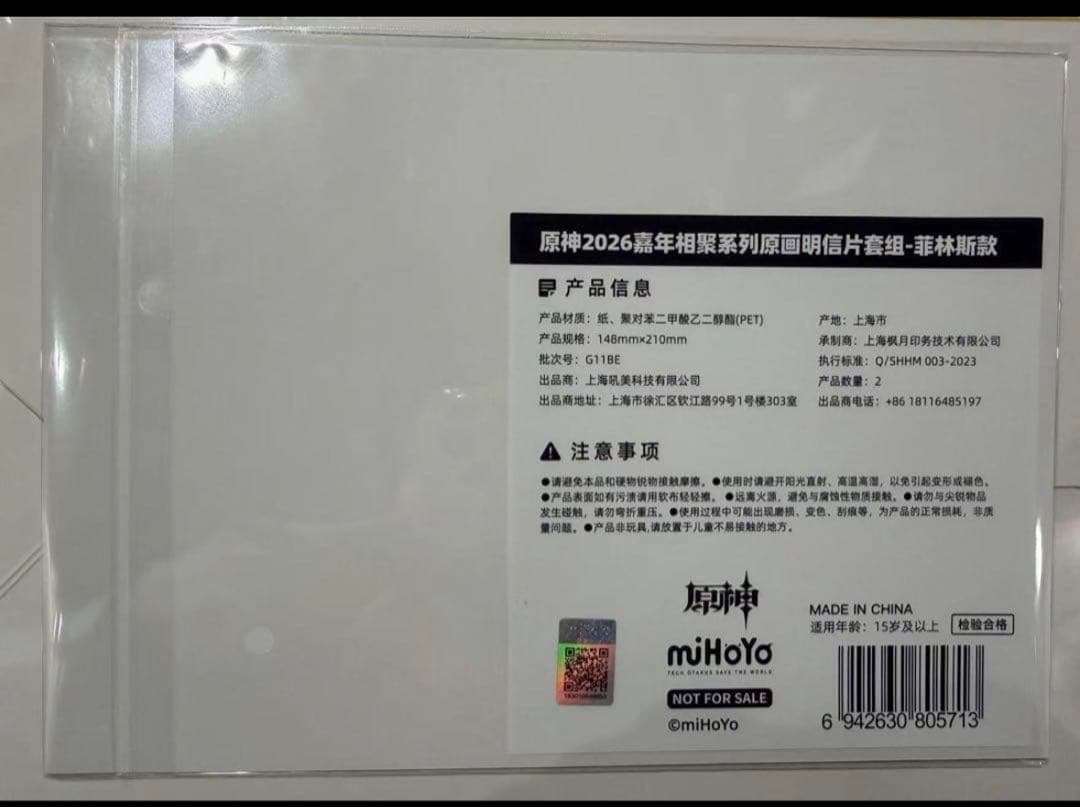 原神2026嘉年相聚系列原画明信片套组-菲林斯款
产品信息
产品材质：纸、聚对苯二甲酸乙二醇酯(PET)
产品规格：148mm×210mm
批次号：G11BE
出品商：上海吼美科技有限公司
出品商地址：上海市徐汇区钦江路99号1号楼303室
产地：上海市
承制商：上海枫月印务技术有限公司
执行标准：Q/SHHM 003-2023
产品数量：2
出品商电话：+86 18116485197
注意事项
●请避免本品和硬物锐物接触摩擦。●使用时请避开阳光直射、高温高湿，以免引起变形或褪色。
●产品表面如有污渍请用软布轻轻擦。●远离火源，避免与腐蚀性物质接触。●请勿与尖锐物品
发生碰触，请勿弯折重压。●使用过程中可能出现磨损、变色、刮痕等，为产品的正常损耗，非质
量问题。●产品非玩具,请放置于儿童不易接触的地方。
原神
miHoYo
TECH OTAKUS SAVE THE WORLD
NOT FOR SALE
©miHoYo
MADE IN CHINA
适用年龄：15岁及以上
检验合格
6 942630 805713